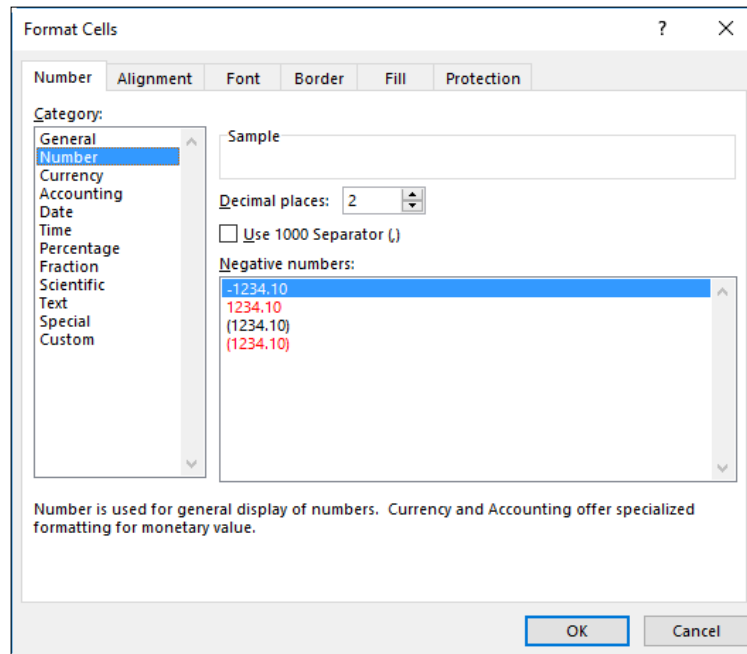 Format Cells ?
Number Alignment Font Border Fill Protection
Category:
General
Number
Currency
Accounting
Date
Time
Percentage
Fraction
Scientific
Text
Special
Custom
Sample
Decimal places: 2
Use 1000 Separator (,)
Negative numbers:
-1234.10
1234.10
(1234.10)
(1234.10)
Number is used for general display of numbers.  Currency and Accounting offer specialized
formatting for monetary value.
OK Cancel